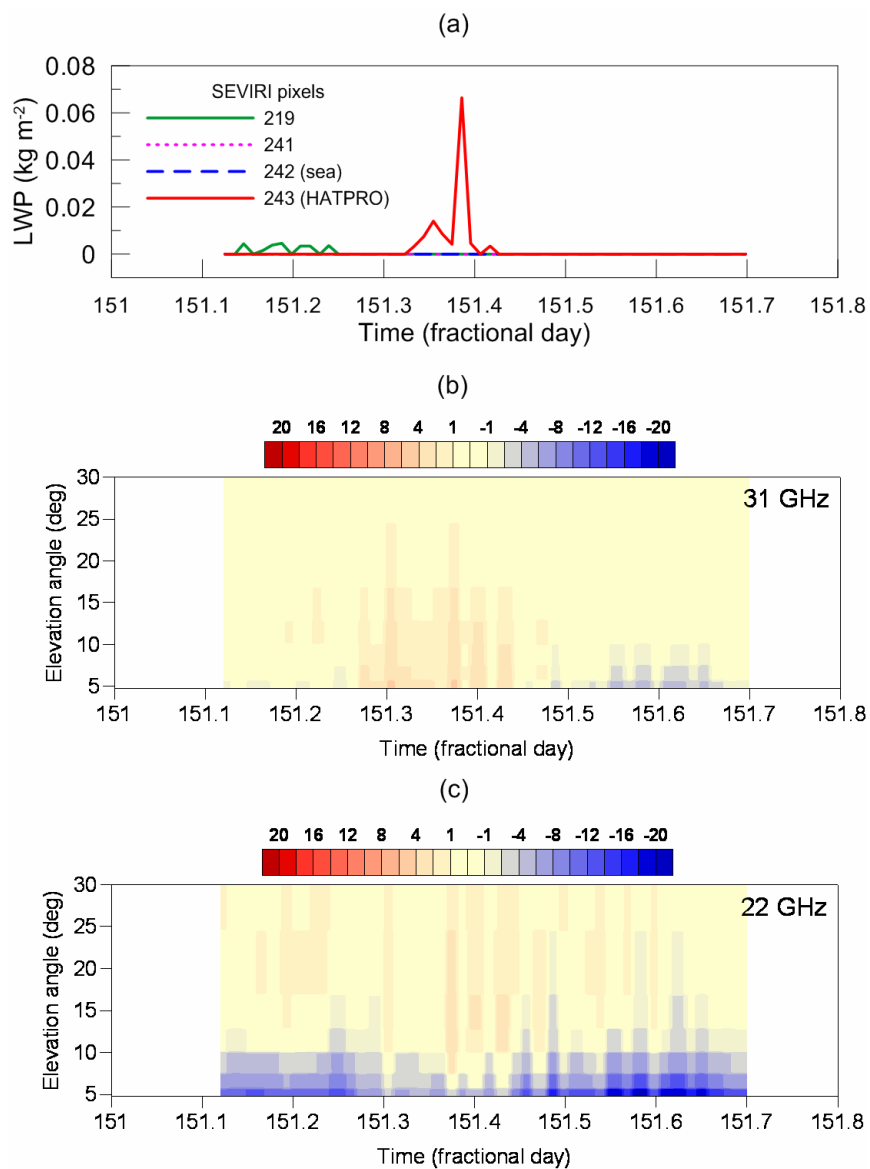 (a)
0.08
0.06
0.04
0.02
0
LWP (kg m-2)
SEVIRI pixels
219
241
242 (sea)
243 (HATPRO)
151 151.1 151.2 151.3 151.4 151.5 151.6 151.7 151.8
Time (fractional day)
(b)
20 16 12 8 4 1 -1 -4 -8 -12 -16 -20
30
25
20
15
10
5
Elevation angle (deg)
31 GHz
151 151.1 151.2 151.3 151.4 151.5 151.6 151.7 151.8
Time (fractional day)
(c)
20 16 12 8 4 1 -1 -4 -8 -12 -16 -20
30
25
20
15
10
5
Elevation angle (deg)
22 GHz
151 151.1 151.2 151.3 151.4 151.5 151.6 151.7 151.8
Time (fractional day)